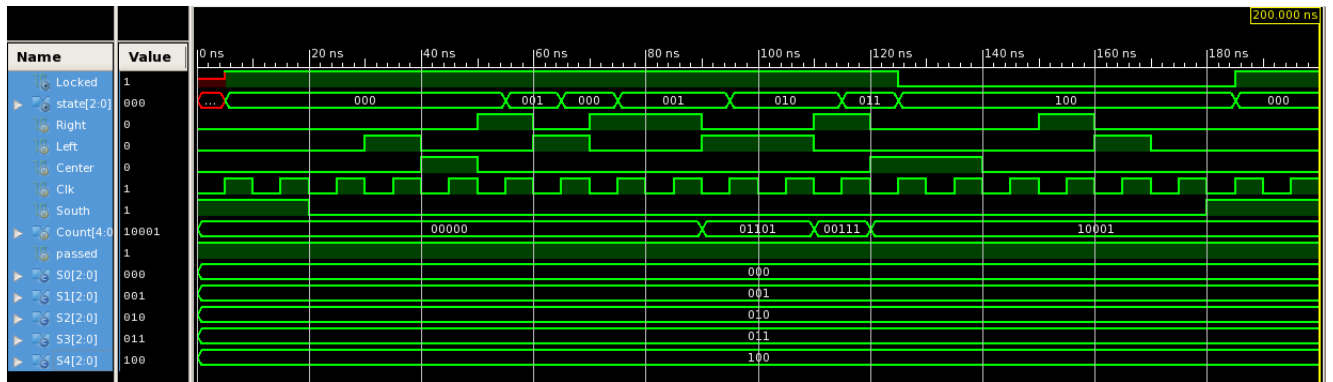 200.000 ns
Name Value 0 ns 20 ns 40 ns 60 ns 80 ns 100 ns 120 ns 140 ns 160 ns 180 ns
Locked 1
state[2:0] 000 ... 000 001 000 001 010 011 100 000
Right 0
Left 0
Center 0
Clk 1
South 1
Count[4:0 10001 00000 01101 00111 10001
passed 1
S0[2:0] 000 000
S1[2:0] 001 001
S2[2:0] 010 010
S3[2:0] 011 011
S4[2:0] 100 100